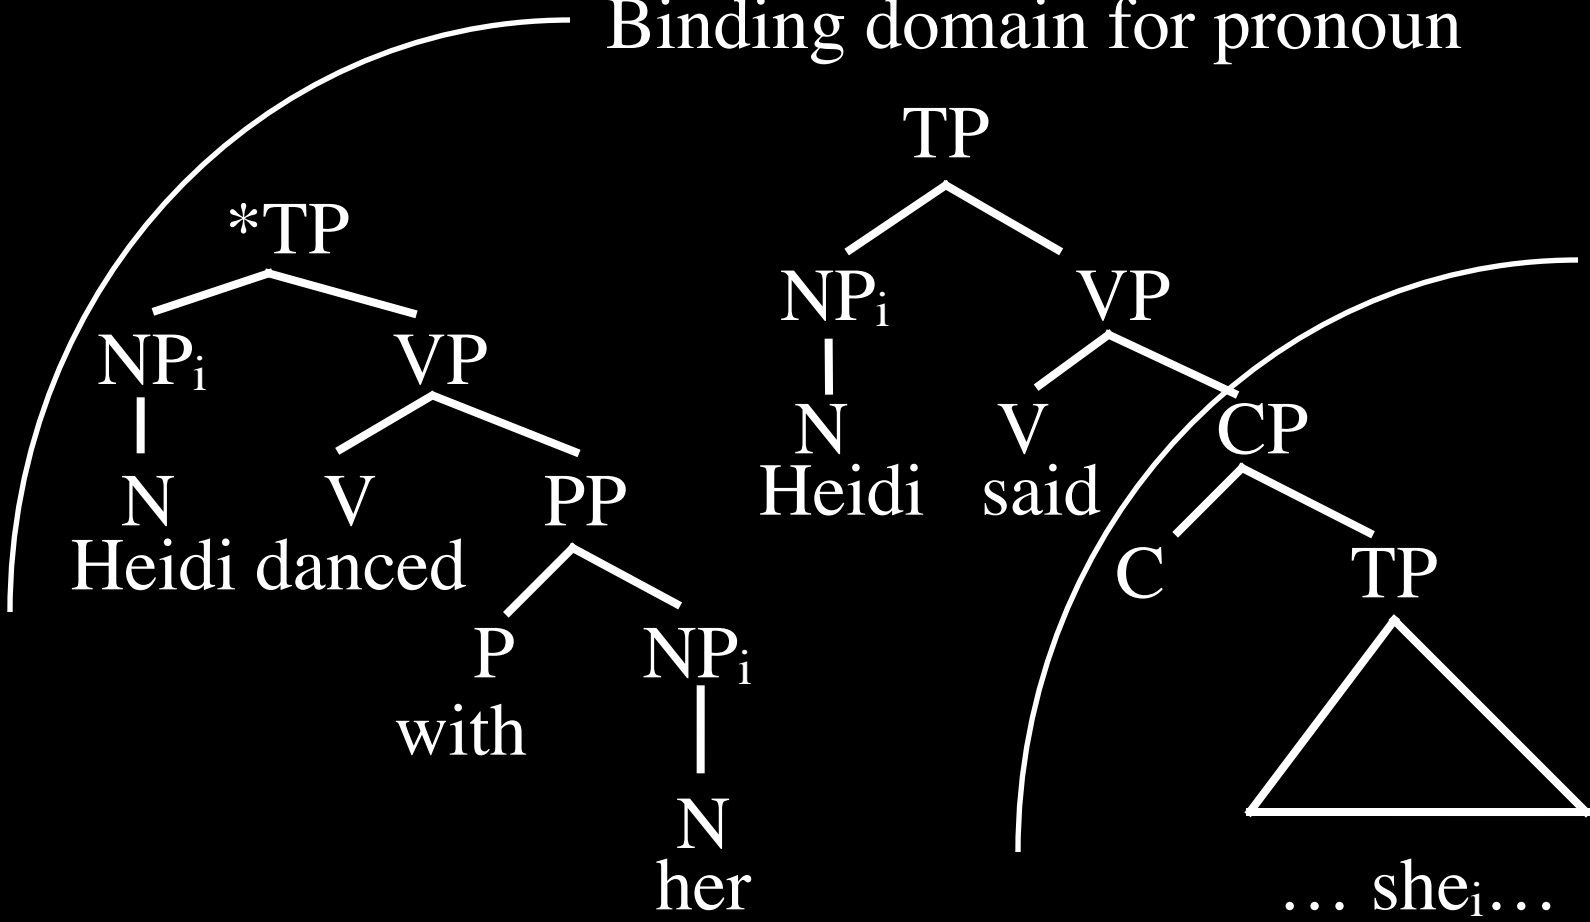 Binding domain for pronoun
*TP
NPᵢ VP
N V PP
Heidi danced
P NPᵢ
with
N
her
TP
NPᵢ VP
N V CP
Heidi said
C TP
… sheᵢ…